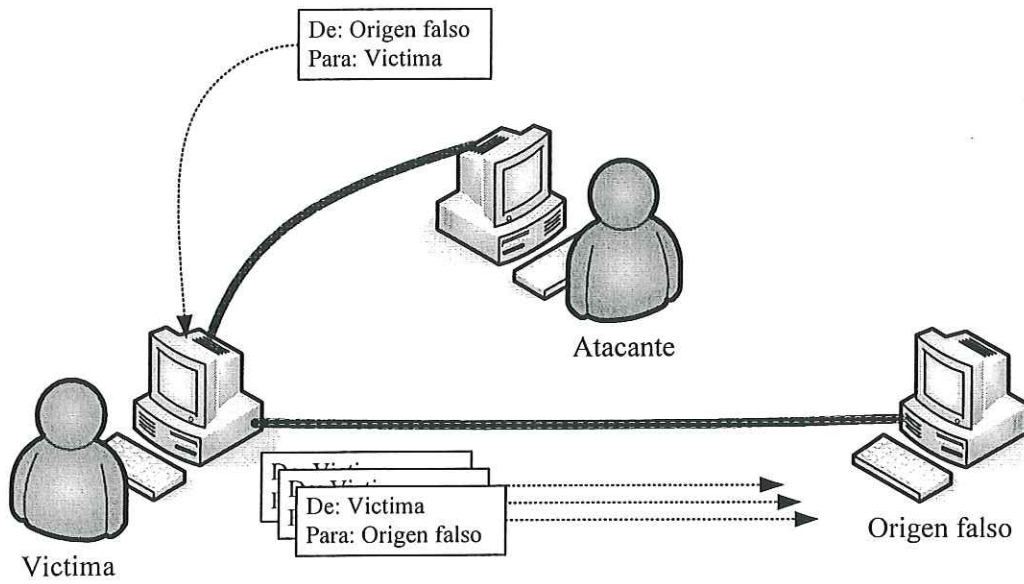 De: Origen falso
Para: Victima
Atacante
De: Victima
Para: Origen falso
Origen falso
Victima